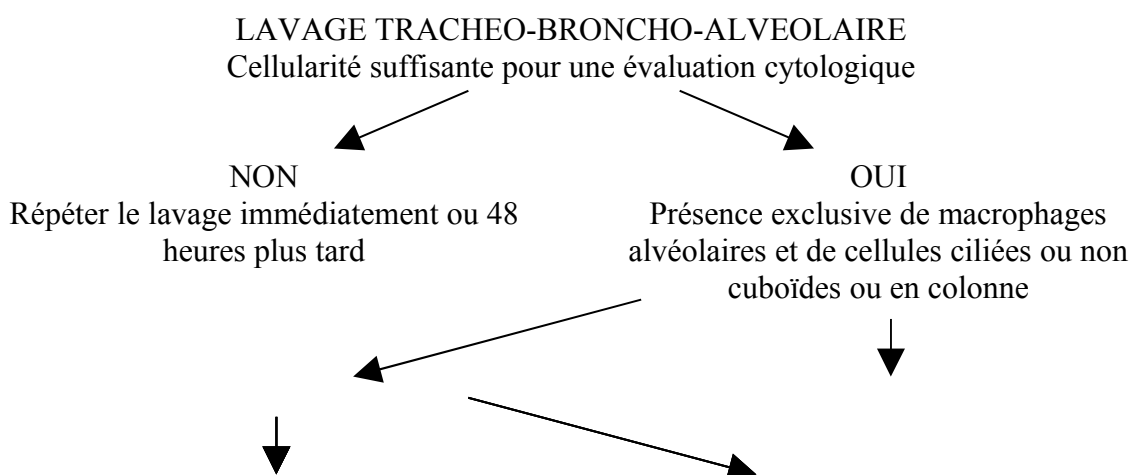 LAVAGE TRACHEO-BRONCHO-ALVEOLAIRE
Cellularité suffisante pour une évaluation cytologique
NON
Répéter le lavage immédiatement ou 48
heures plus tard
OUI
Présence exclusive de macrophages
alvéolaires et de cellules ciliées ou non
cuboïdes ou en colonne